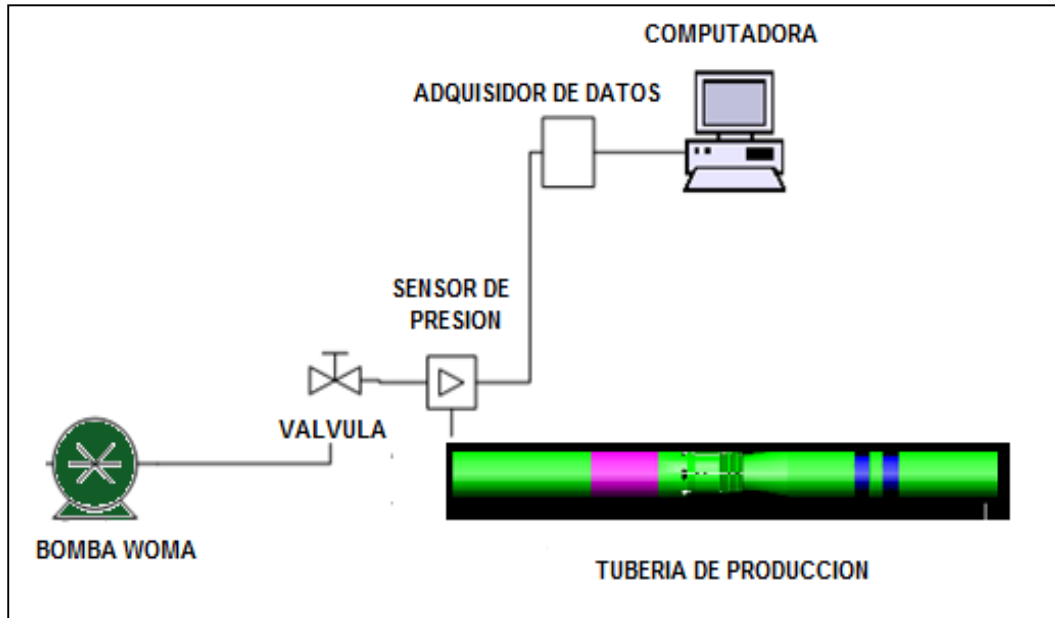 COMPUTADORA
ADQUISIDOR DE DATOS
SENSOR DE
PRESION
VALVULA
BOMBA WOMA
TUBERIA DE PRODUCCION